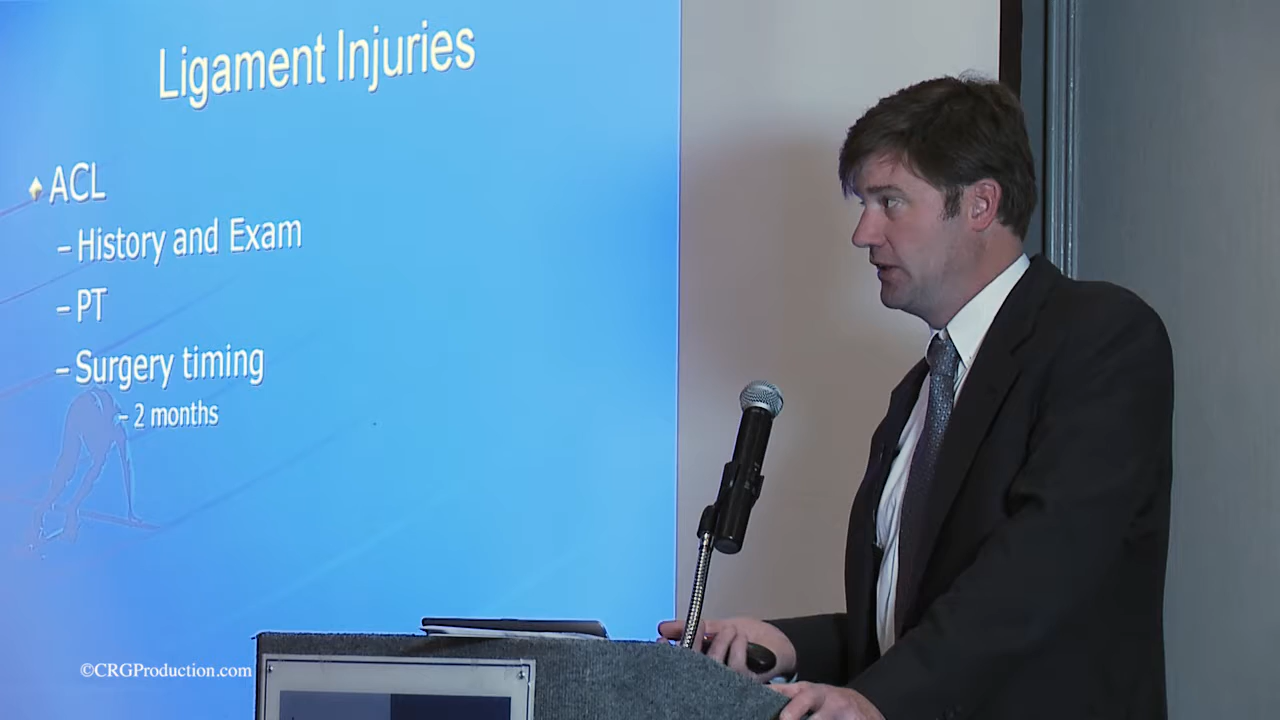 Ligament Injuries
ACL
– History and Exam
– PT
– Surgery timing
– 2 months
©CRGProduction.com